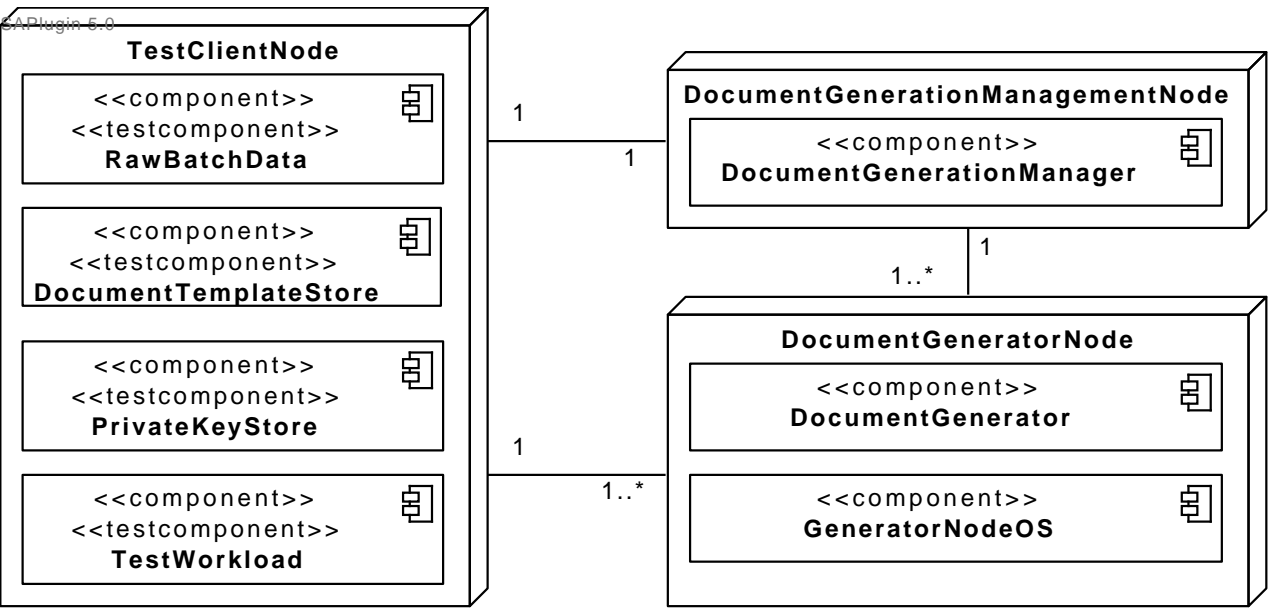 SAPlugin 5.0
TestClientNode
<<component>>
<<testcomponent>>
RawBatchData
<<component>>
<<testcomponent>>
DocumentTemplateStore
<<component>>
<<testcomponent>>
PrivateKeyStore
<<component>>
<<testcomponent>>
TestWorkload
1
1
DocumentGenerationManagementNode
<<component>>
DocumentGenerationManager
1
1..*
1
1..*
DocumentGeneratorNode
<<component>>
DocumentGenerator
<<component>>
GeneratorNodeOS